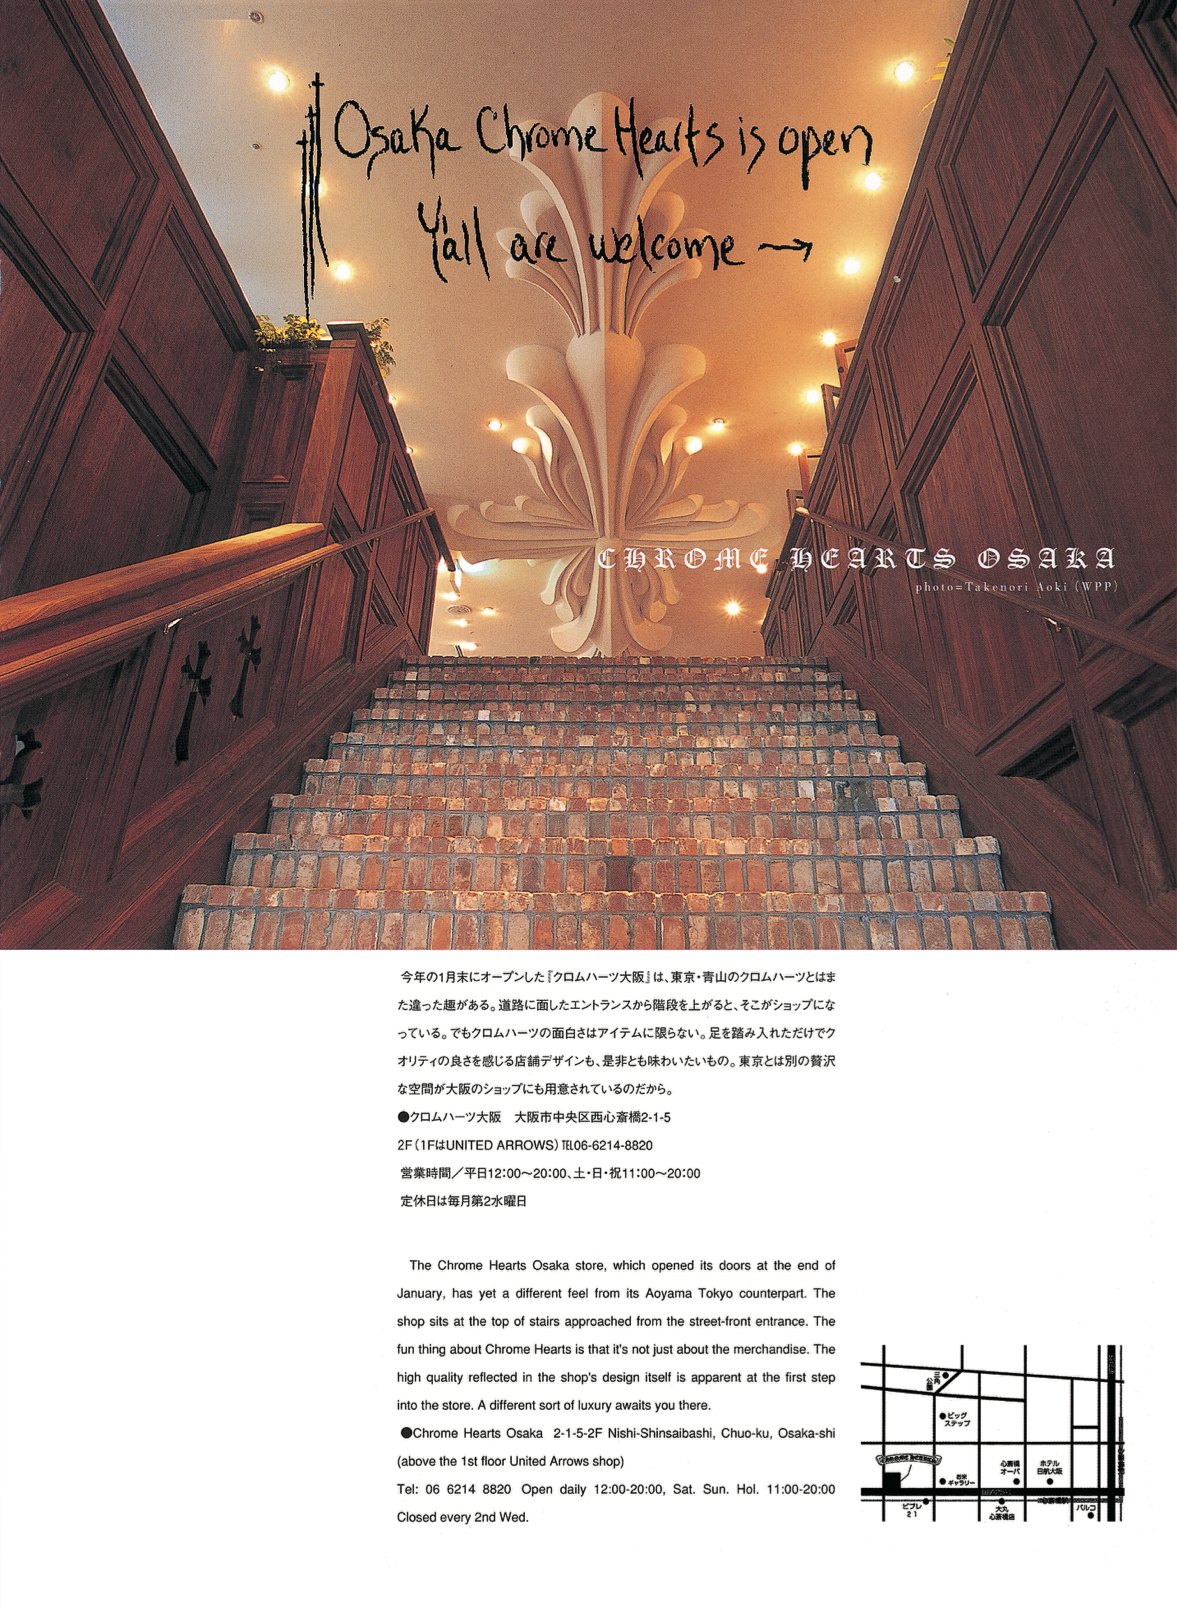 Osaka Chrome Hearts is open
Y'all are welcome →
CHROME HEARTS OSAKA
photo=Takenori Aoki (WPP)
今年の1月末にオープンした『クロムハーツ大阪』は、東京・青山のクロムハーツとはま
た違った趣がある。道路に面したエントランスから階段を上がると、そこがショップにな
っている。でもクロムハーツの面白さはアイテムに限らない。足を踏み入れただけでク
オリティの良さを感じる店舗デザインも、是非とも味わいたいもの。東京とは別の贅沢
な空間が大阪のショップにも用意されているのだから。
●クロムハーツ大阪　大阪市中央区西心斎橋2-1-5
2F（1FはUNITED ARROWS）℡06-6214-8820
営業時間／平日12:00〜20:00、土・日・祝11:00〜20:00
定休日は毎月第2水曜日
The Chrome Hearts Osaka store, which opened its doors at the end of
January, has yet a different feel from its Aoyama Tokyo counterpart. The
shop sits at the top of stairs approached from the street-front entrance. The
fun thing about Chrome Hearts is that it's not just about the merchandise. The
high quality reflected in the shop's design itself is apparent at the first step
into the store. A different sort of luxury awaits you there.
●Chrome Hearts Osaka 2-1-5-2F Nishi-Shinsaibashi, Chuo-ku, Osaka-shi
(above the 1st floor United Arrows shop)
Tel: 06 6214 8820 Open daily 12:00-20:00, Sat. Sun. Hol. 11:00-20:00
Closed every 2nd Wed.
三角
公園
ビッグ
ステップ
CHROME HEARTS
お米
ギャラリー
心斎橋
オーパ
ホテル
日航大阪
ビブレ
21
大丸
心斎橋店
パルコ